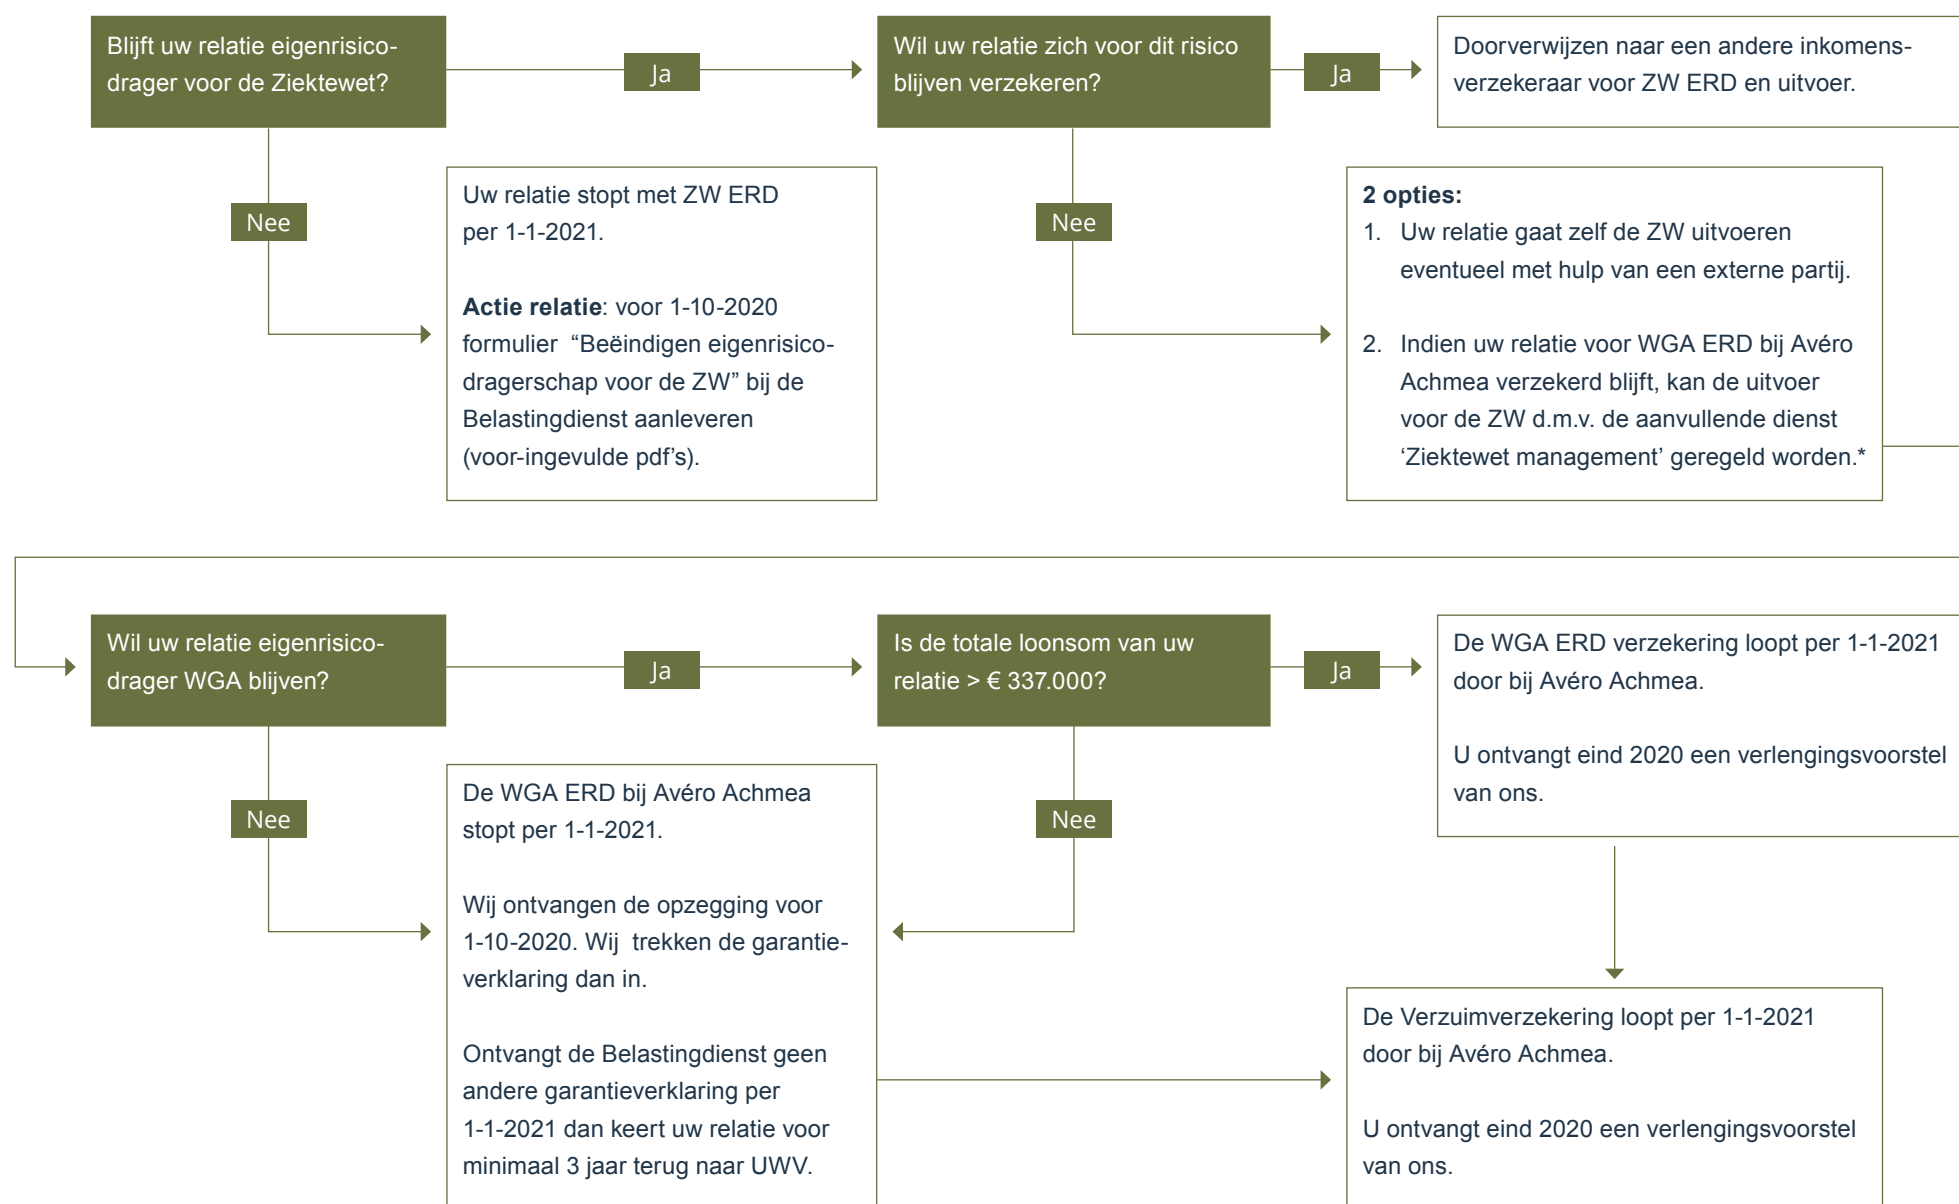 Blijft uw relatie eigenrisico-
drager voor de Ziektewet?
Ja
Wil uw relatie zich voor dit risico
blijven verzekeren?
Ja
Doorverwijzen naar een andere inkomens-
verzekeraar voor ZW ERD en uitvoer.
Nee
Uw relatie stopt met ZW ERD
per 1-1-2021.
Actie relatie: voor 1-10-2020
formulier “Beëindigen eigenrisico-
dragerschap voor de ZW” bij de
Belastingdienst aanleveren
(voor-ingevulde pdf’s).
Nee
2 opties:
1. Uw relatie gaat zelf de ZW uitvoeren
eventueel met hulp van een externe partij.
2. Indien uw relatie voor WGA ERD bij Avéro
Achmea verzekerd blijft, kan de uitvoer
voor de ZW d.m.v. de aanvullende dienst
‘Ziektewet management’ geregeld worden.*
Wil uw relatie eigenrisico-
drager WGA blijven?
Ja
Is de totale loonsom van uw
relatie > € 337.000?
Ja
De WGA ERD verzekering loopt per 1-1-2021
door bij Avéro Achmea.
U ontvangt eind 2020 een verlengingsvoorstel
van ons.
Nee
De WGA ERD bij Avéro Achmea
stopt per 1-1-2021.
Wij ontvangen de opzegging voor
1-10-2020. Wij trekken de garantie-
verklaring dan in.
Ontvangt de Belastingdienst geen
andere garantieverklaring per
1-1-2021 dan keert uw relatie voor
minimaal 3 jaar terug naar UWV.
Nee
De Verzuimverzekering loopt per 1-1-2021
door bij Avéro Achmea.
U ontvangt eind 2020 een verlengingsvoorstel
van ons.